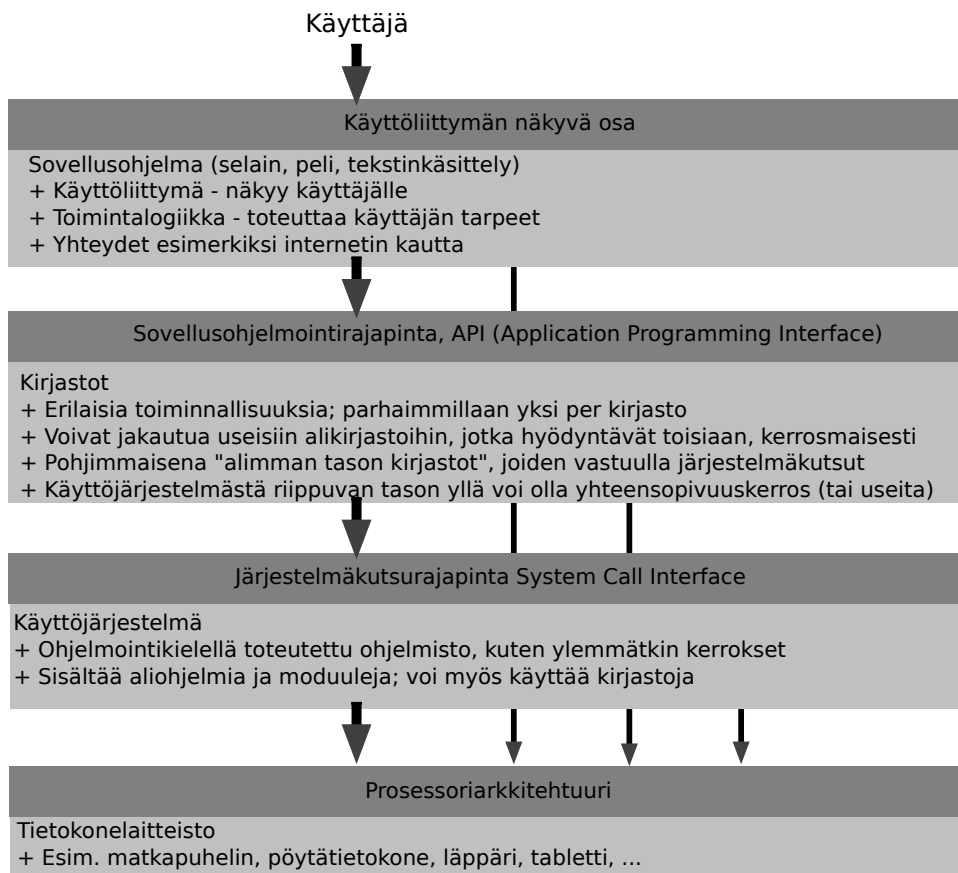 Käyttäjä
Käyttöliittymän näkyvä osa
Sovellusohjelma (selain, peli, tekstinkäsittely)
+ Käyttöliittymä - näkyy käyttäjälle
+ Toimintalogiikka - toteuttaa käyttäjän tarpeet
+ Yhteydet esimerkiksi internetin kautta
Sovellusohjelmointirajapinta, API (Application Programming Interface)
Kirjastot
+ Erilaisia toiminnallisuuksia; parhaimmillaan yksi per kirjasto
+ Voivat jakautua useisiin alikirjastoihin, jotka hyödyntävät toisiaan, kerrosmaisesti
+ Pohjimmaisena "alimman tason kirjastot", joiden vastuulla järjestelmäkutsut
+ Käyttöjärjestelmästä riippuvan tason yllä voi olla yhteensopivuuskerros (tai useita)
Järjestelmäkutsurajapinta System Call Interface
Käyttöjärjestelmä
+ Ohjelmointikielellä toteutettu ohjelmisto, kuten ylemmätkin kerrokset
+ Sisältää aliohjelmia ja moduuleja; voi myös käyttää kirjastoja
Prosessoriarkkitehtuuri
Tietokonelaitteisto
+ Esim. matkapuhelin, pöytätietokone, läppäri, tabletti, ...